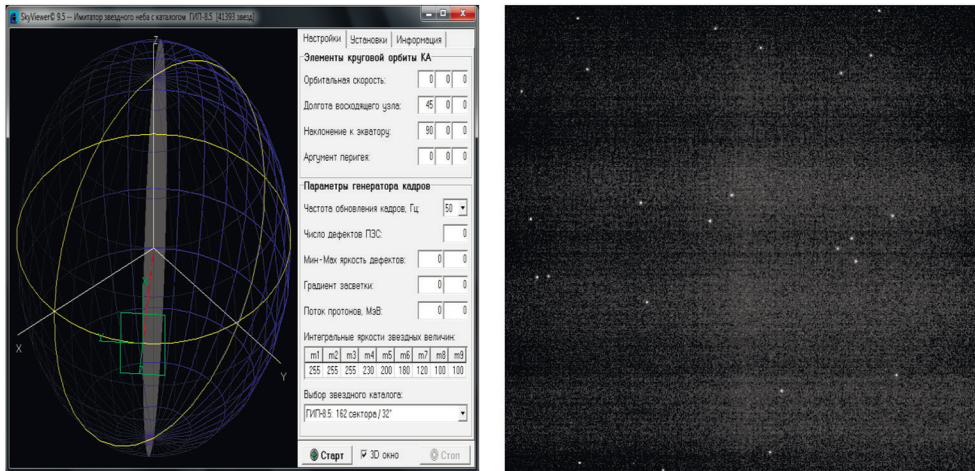 SkyViewer© 9.5 — Имитатор звездного неба с каталогом ГИП-8.5 [41393 звезд]
Настройки Установки Информация
Элементы круговой орбиты КА
Орбитальная скорость: 0 0 0
Долгота восходящего узла: 45 0 0
Наклонение к экватору: 90 0 0
Аргумент перигея: 0 0 0
Параметры генератора кадров
Частота обновления кадров, Гц: 50
Число дефектов ПЗС: 0
Мин-Max яркость дефектов: 0 0
Градиент засветки: 0 0
Поток протонов, МэВ: 0 0
Интегральные яркости звездных величин:
m1 m2 m3 m4 m5 m6 m7 m8 m9
255 255 255 230 200 180 120 100 100
Выбор звездного каталога:
ГИП-8.5: 162 сектора / 32°
Старт 3D окно Стоп
Z
X
Y